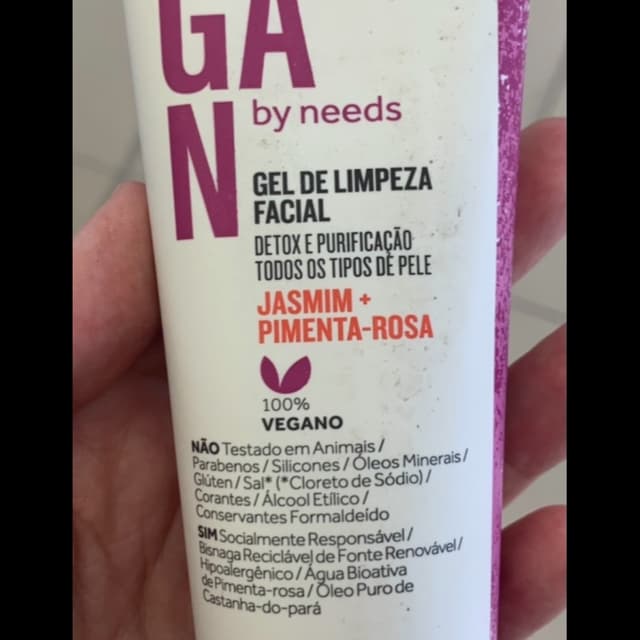 GA
N
by needs
GEL DE LIMPEZA
FACIAL
DETOX E PURIFICAÇÃO
TODOS OS TIPOS DE PELE
JASMIM +
PIMENTA-ROSA
100%
VEGANO
NÃO Testado em Animais /
Parabenos / Silicones / Óleos Minerais /
Glúten / Sal* (*Cloreto de Sódio) /
Corantes / Álcool Etílico /
Conservantes Formaldeído
SIM Socialmente Responsável /
Bisnaga Reciclável de Fonte Renovável /
Hipoalergênico / Água Bioativa
de Pimenta-rosa / Óleo Puro de
Castanha-do-pará